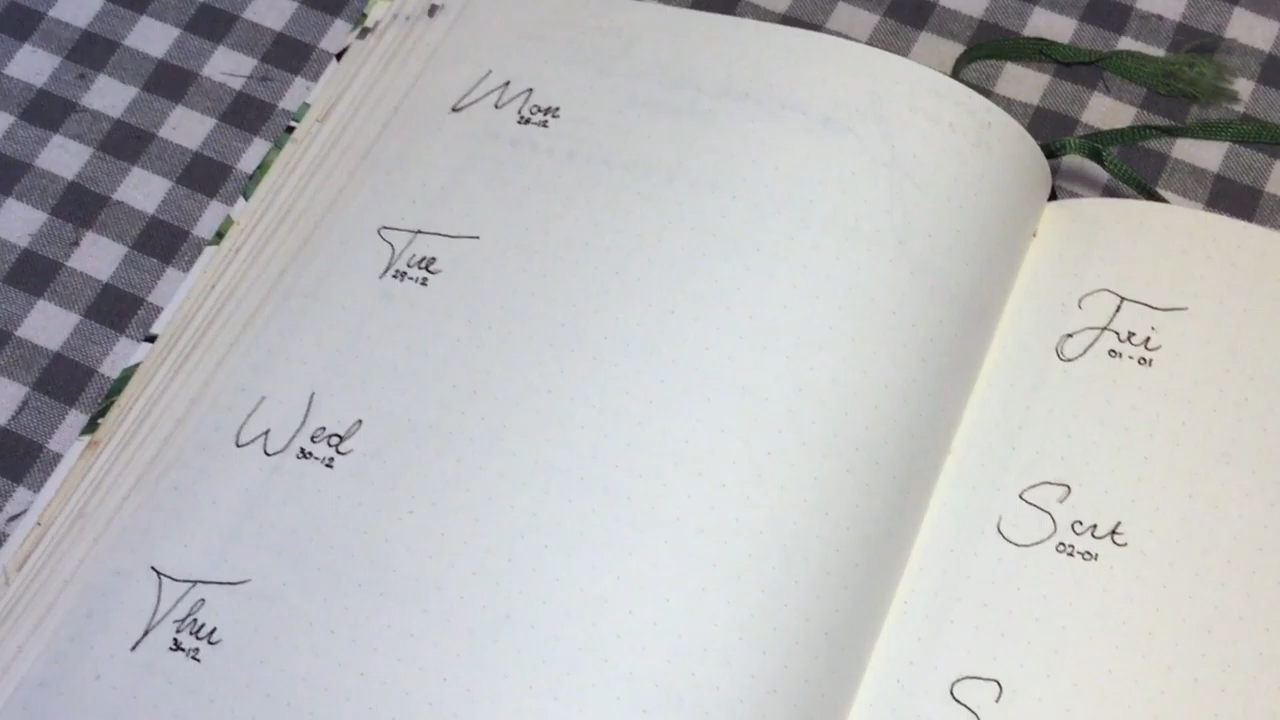 Mon
28-12
Tue
29-12
Wed
30-12
Thu
31-12
Fri
01-01
Sat
02-01
S